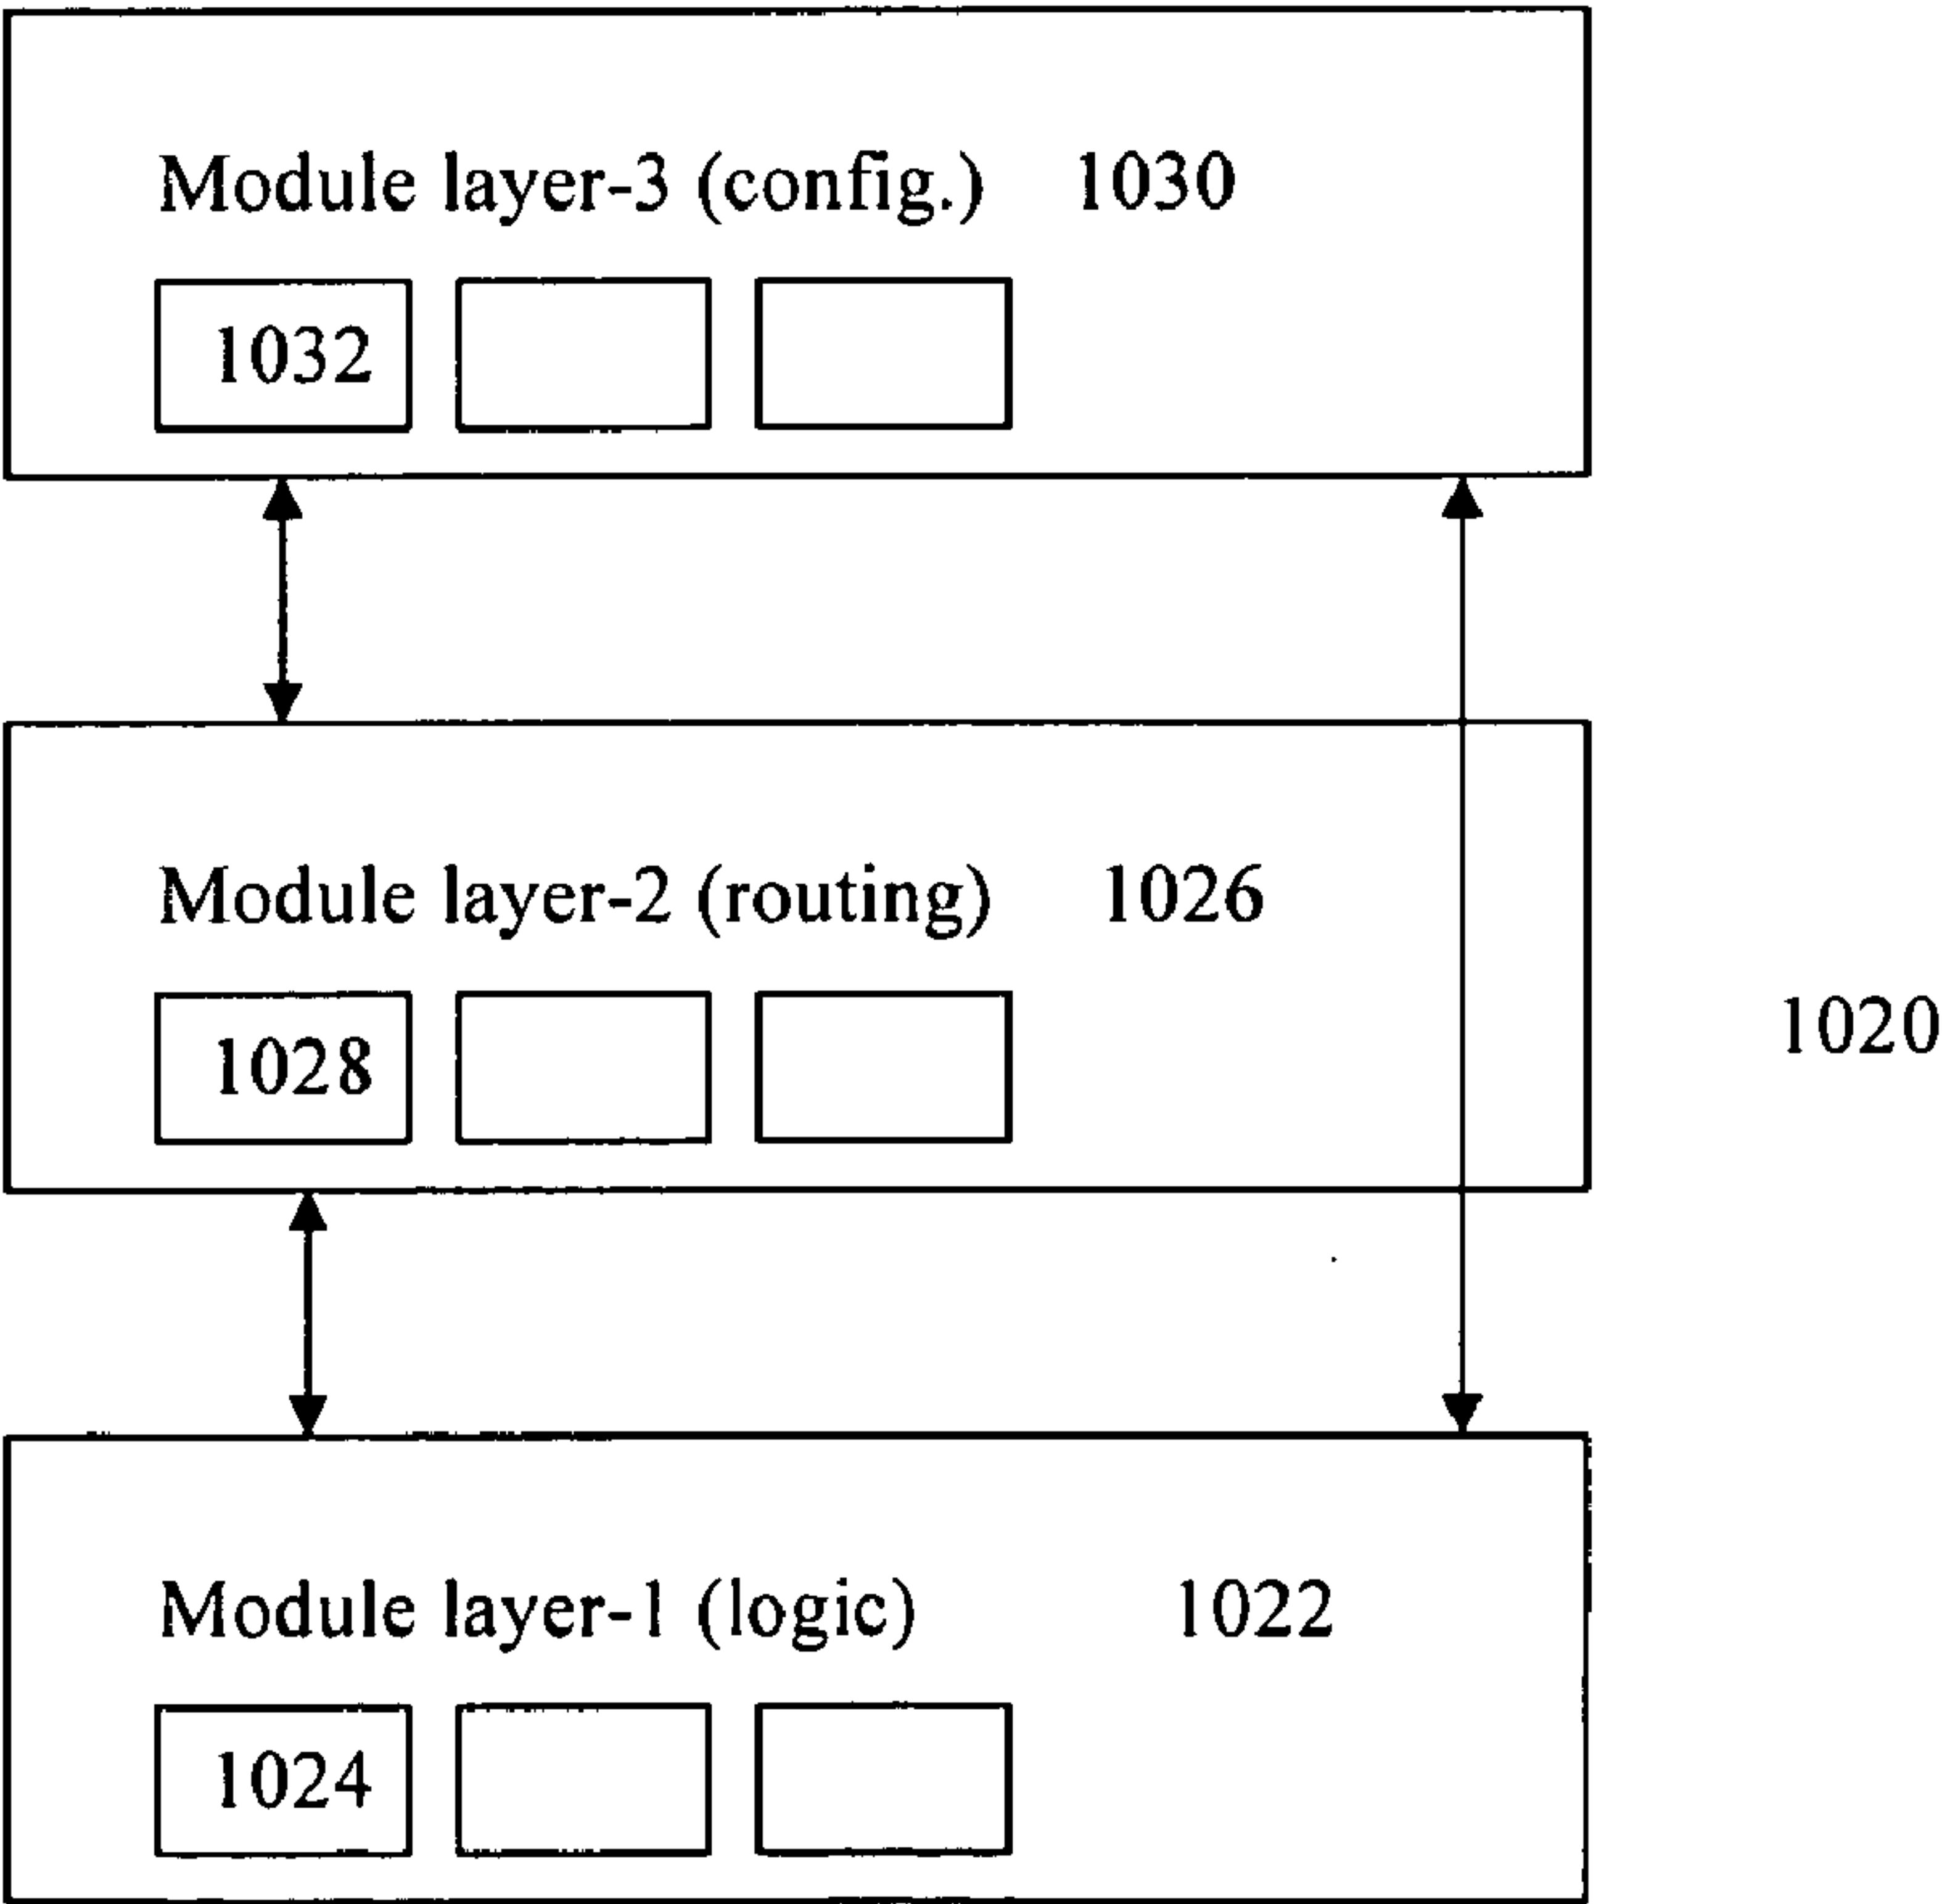 Module layer-3 (config.) 1030
1032
Module layer-2 (routing) 1026
1020
1028
Module layer-1 (logic) 1022
1024